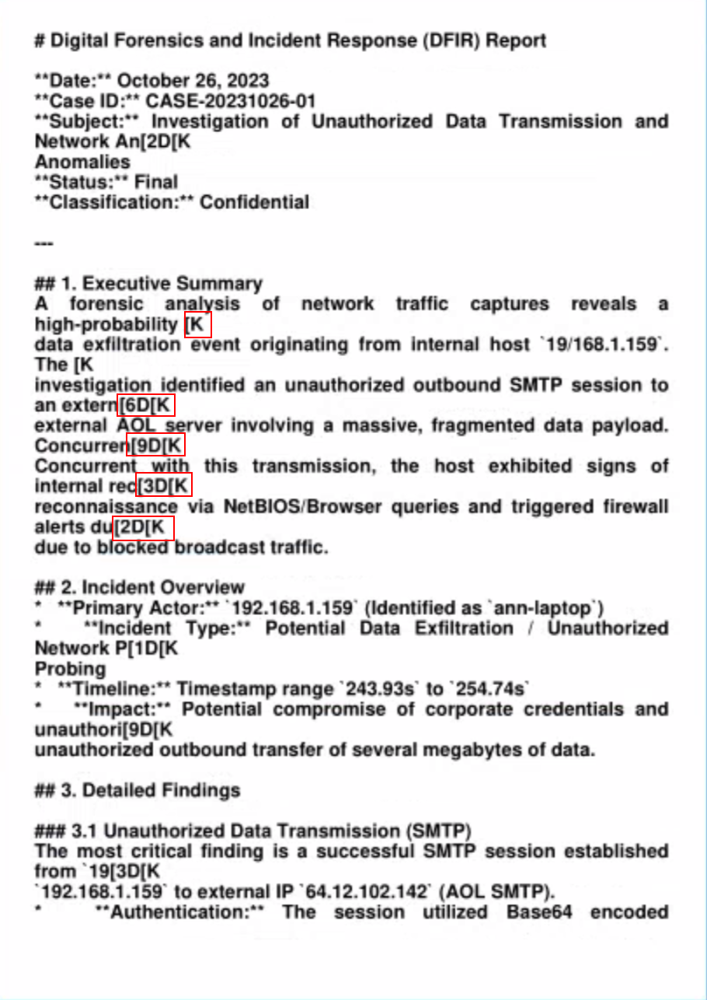 # Digital Forensics and Incident Response (DFIR) Report
**Date:** October 26, 2023
**Case ID:** CASE-20231026-01
**Subject:** Investigation of Unauthorized Data Transmission and
Network An[2D[K
Anomalies
**Status:** Final
**Classification:** Confidential
---
## 1. Executive Summary
A forensic analysis of network traffic captures reveals a
high-probability [K
data exfiltration event originating from internal host `19/168.1.159`.
The [K
investigation identified an unauthorized outbound SMTP session to
an extern[6D[K
external AOL server involving a massive, fragmented data payload.
Concurren[9D[K
Concurrent with this transmission, the host exhibited signs of
internal rec[3D[K
reconnaissance via NetBIOS/Browser queries and triggered firewall
alerts du[2D[K
due to blocked broadcast traffic.
## 2. Incident Overview
* **Primary Actor:** `192.168.1.159` (Identified as `ann-laptop`)
* **Incident Type:** Potential Data Exfiltration / Unauthorized
Network P[1D[K
Probing
* **Timeline:** Timestamp range `243.93s` to `254.74s`
* **Impact:** Potential compromise of corporate credentials and
unauthori[9D[K
unauthorized outbound transfer of several megabytes of data.
## 3. Detailed Findings
### 3.1 Unauthorized Data Transmission (SMTP)
The most critical finding is a successful SMTP session established
from `19[3D[K
`192.168.1.159` to external IP `64.12.102.142` (AOL SMTP).
* **Authentication:** The session utilized Base64 encoded